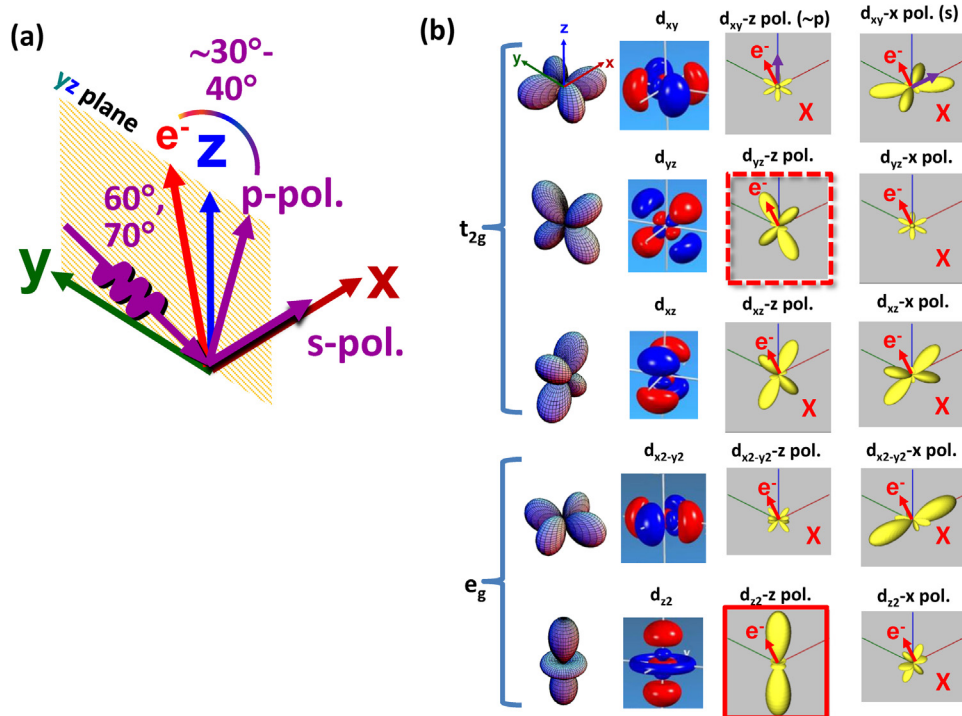 (a)
yz plane
~30°-
40°
e-
z
p-pol.
60°,
70°
y
x
s-pol.
(b)
t2g
z
y
x
dxy
dxy-z pol. (~p)
e-
dxy-x pol. (s)
e-
X
dyz
dyz-z pol.
e-
dyz-x pol.
e-
X
dxz
dxz-z pol.
e-
X
dxz-x pol.
e-
X
eg
dx2-y2
dx2-y2-z pol.
e-
dx2-y2-x pol.
e-
X
dz2
dz2-z pol.
e-
dz2-x pol.
e-
X